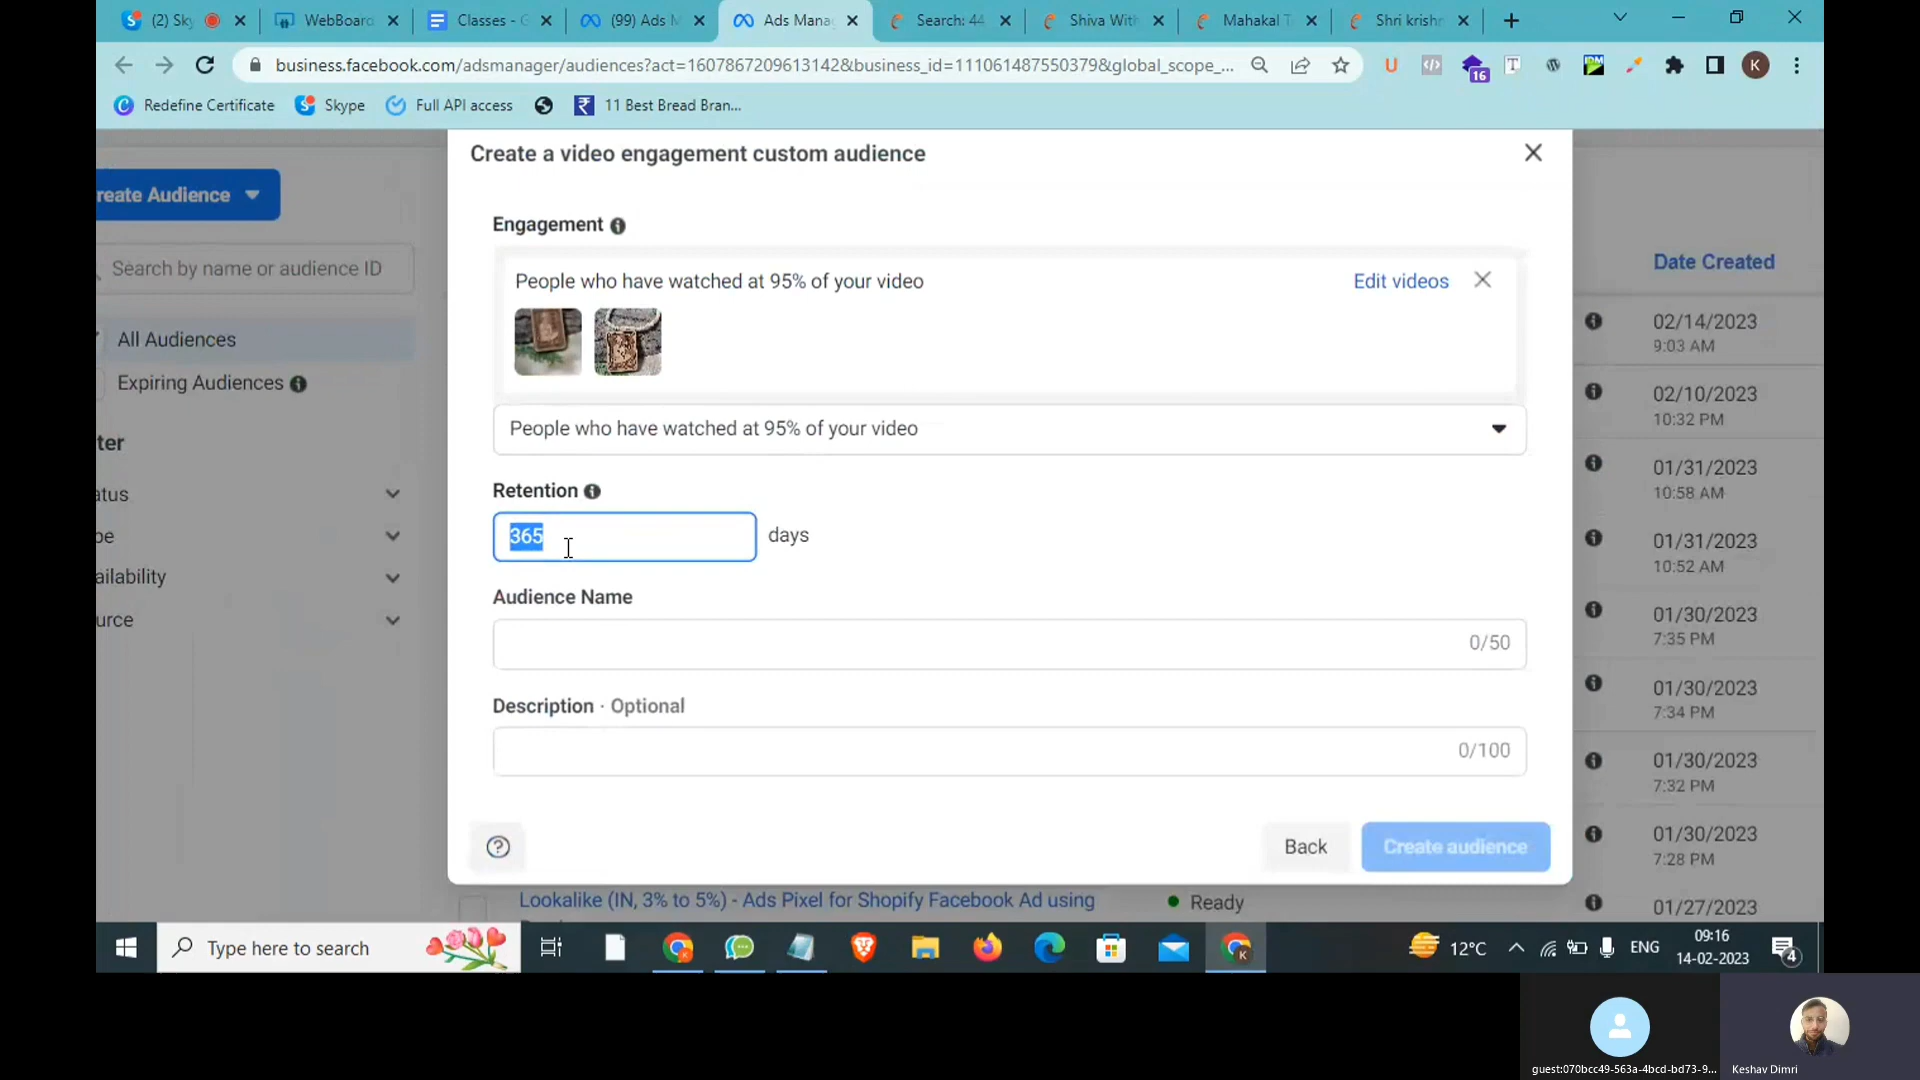 (2) Sky
WebBoard
Classes - G
(99) Ads M
Ads Mana
Search: 44
Shiva With
Mahakal T
Shri krishn
business.facebook.com/adsmanager/audiences?act=1607867209613142&business_id=111061487550379&global_scope_...
16
K
Redefine Certificate
Skype
Full API access
11 Best Bread Bran...
Create a video engagement custom audience
reate Audience
Engagement
Search by name or audience ID
People who have watched at 95% of your video
Edit videos
Date Created
All Audiences
02/14/2023
9:03 AM
Expiring Audiences
02/10/2023
10:32 PM
People who have watched at 95% of your video
ter
01/31/2023
10:58 AM
Retention
atus
365
days
pe
01/31/2023
10:52 AM
ailability
Audience Name
01/30/2023
7:35 PM
urce
0/50
Description · Optional
01/30/2023
7:34 PM
0/100
01/30/2023
7:32 PM
Back
Create audience
01/30/2023
7:28 PM
Lookalike (IN, 3% to 5%) - Ads Pixel for Shopify Facebook Ad using
Ready
01/27/2023
Type here to search
12°C
ENG
09:16
14-02-2023
4
guest:070bcc49-563a-4bcd-bd73-9...
Keshav Dimri